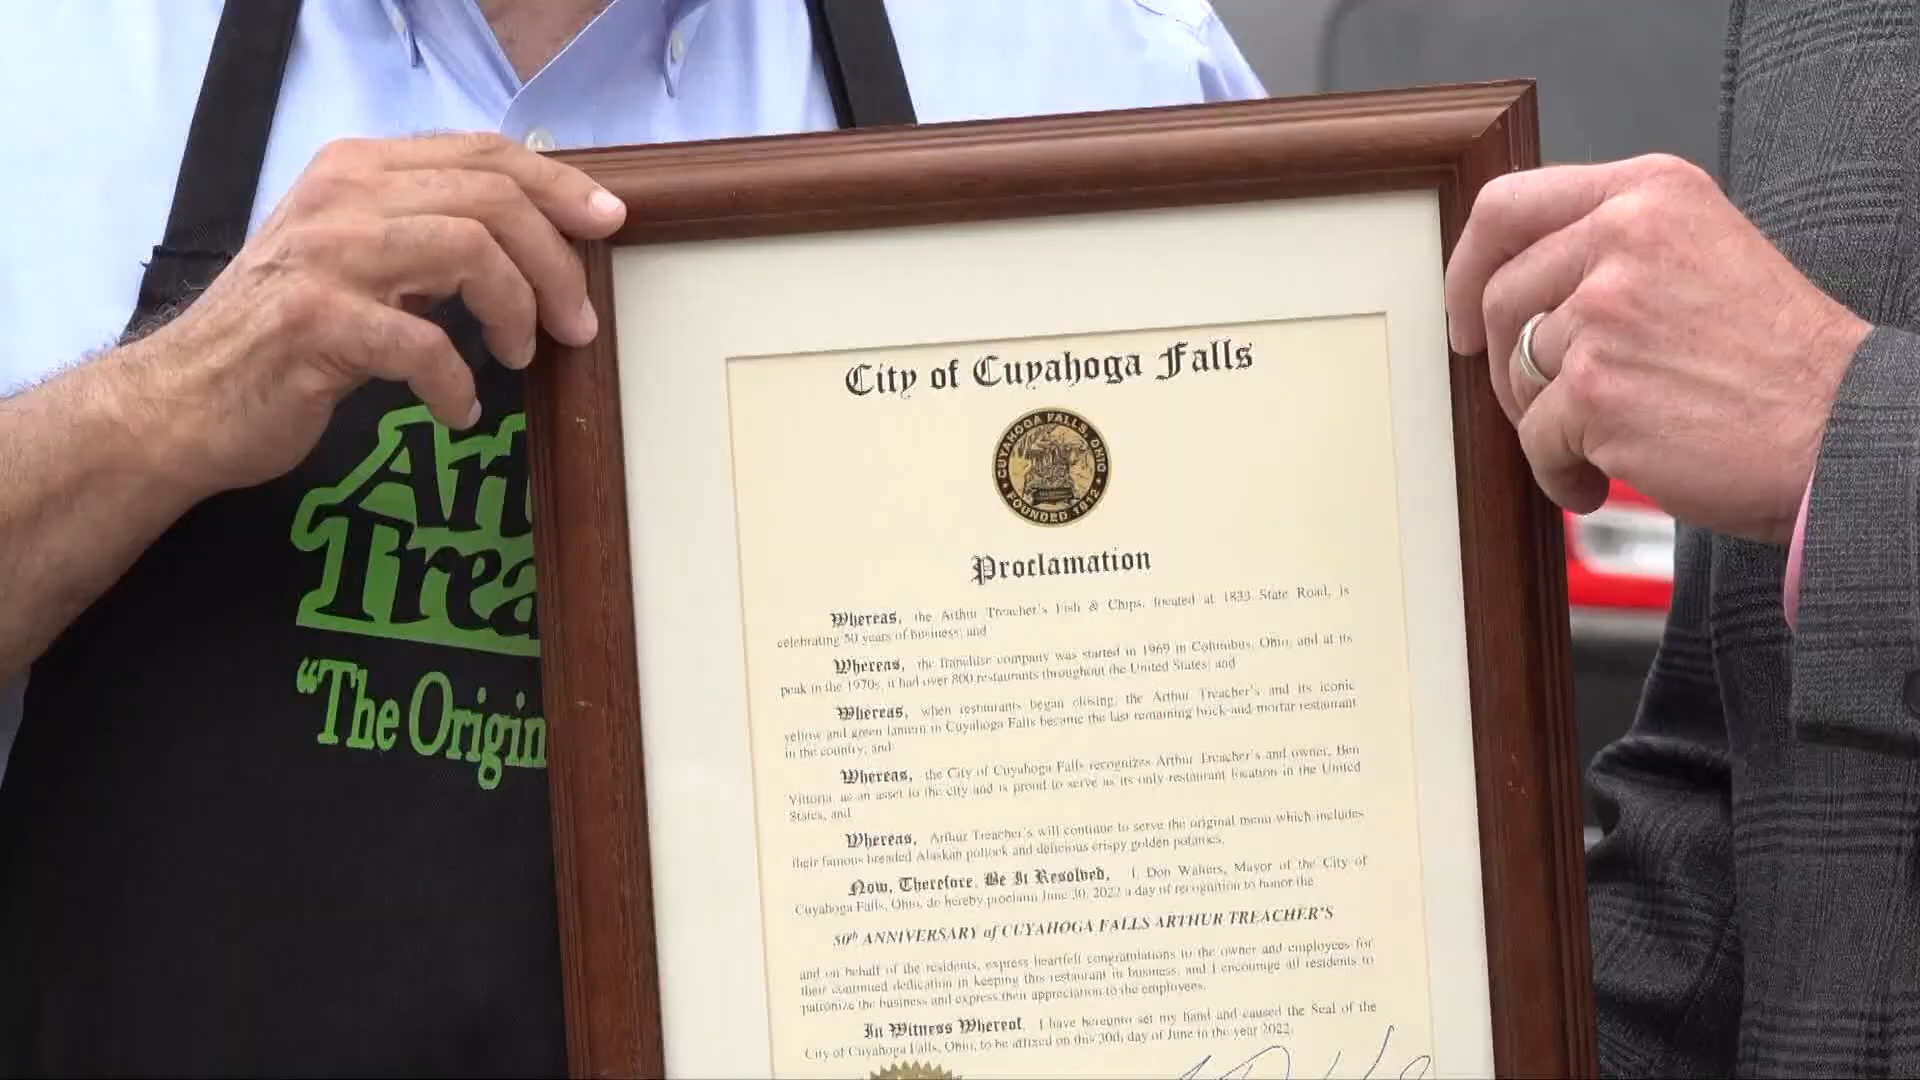 Art
Trea
"The Origin
City of Cuyahoga Falls
CUYAHOGA FALLS, OHIO
FOUNDED 1812
Proclamation
Whereas, the Arthur Treacher's Fish & Chips, located at 1833 State Road, is
celebrating 50 years of business; and
Whereas, the franchise company was started in 1969 in Columbus, Ohio, and at its
peak in the 1970s, it had over 800 restaurants throughout the United States; and
Whereas, when restaurants began closing, the Arthur Treacher's and its iconic
yellow and green lantern in Cuyahoga Falls became the last remaining brick-and-mortar restaurant
in the country; and
Whereas, the City of Cuyahoga Falls recognizes Arthur Treacher's and owner, Ben
Vittoria, as an asset to the city and is proud to serve as its only restaurant location in the United
States, and
Whereas, Arthur Treacher's will continue to serve the original menu which includes
their famous breaded Alaskan pollock and delicious crispy golden potatoes.
Now, Therefore, Be It Resolved, I, Don Walters, Mayor of the City of
Cuyahoga Falls, Ohio, do hereby proclaim June 30, 2022 a day of recognition to honor the
50th ANNIVERSARY of CUYAHOGA FALLS ARTHUR TREACHER'S
and on behalf of the residents, express heartfelt congratulations to the owner and employees for
their continued dedication in keeping this restaurant in business, and I encourage all residents to
patronize the business and express their appreciation to the employees.
In Witness Whereof, I have hereunto set my hand and caused the Seal of the
City of Cuyahoga Falls, Ohio, to be affixed on this 30th day of June in the year 2022.